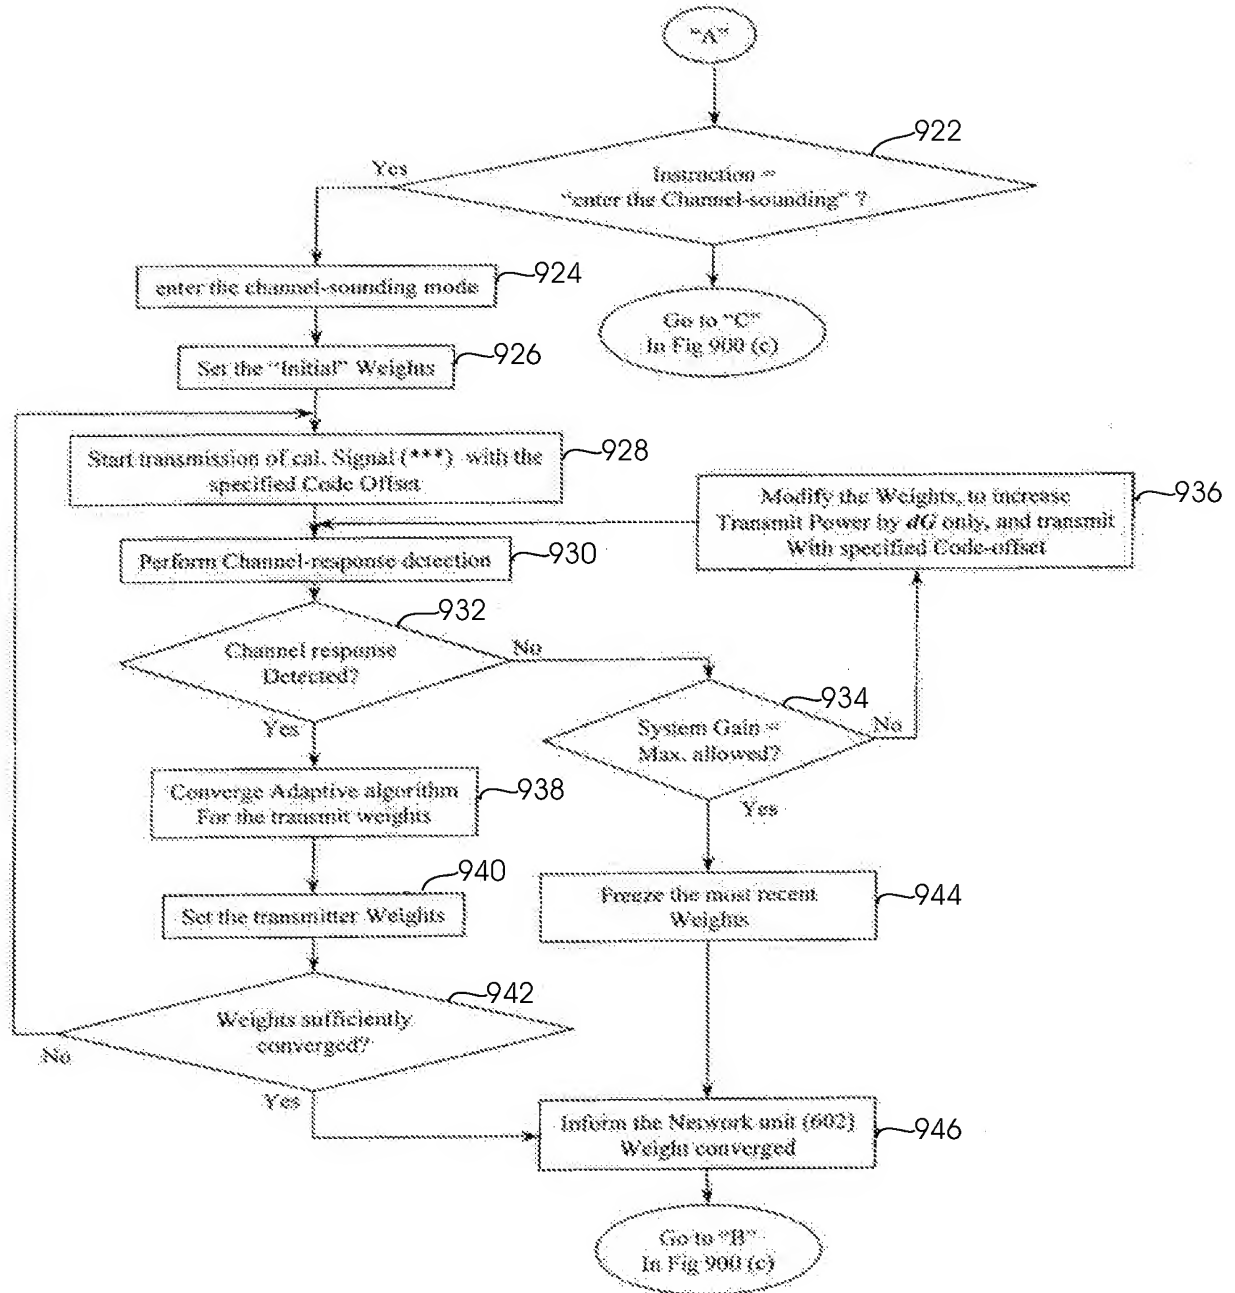 “A”
922
Yes
Instruction =
“enter the Channel-sounding” ?
924
enter the channel-sounding mode
Go to “C”
In Fig 900 (c)
926
Set the “Initial” Weights
928
Start transmission of cal. Signal (***) with the
specified Code Offset
936
Modify the Weights, to increase
Transmit Power by dG only, and transmit
With specified Code-offset
930
Perform Channel-response detection
932
Channel response
Detected?
No
Yes
934
System Gain =
Max. allowed?
No
Yes
938
Converge Adaptive algorithm
For the transmit weights
940
Set the transmitter Weights
944
Freeze the most recent
Weights
942
Weights sufficiently
converged?
No
Yes
946
Inform the Network unit (602)
Weight converged
Go to “B”
In Fig 900 (c)